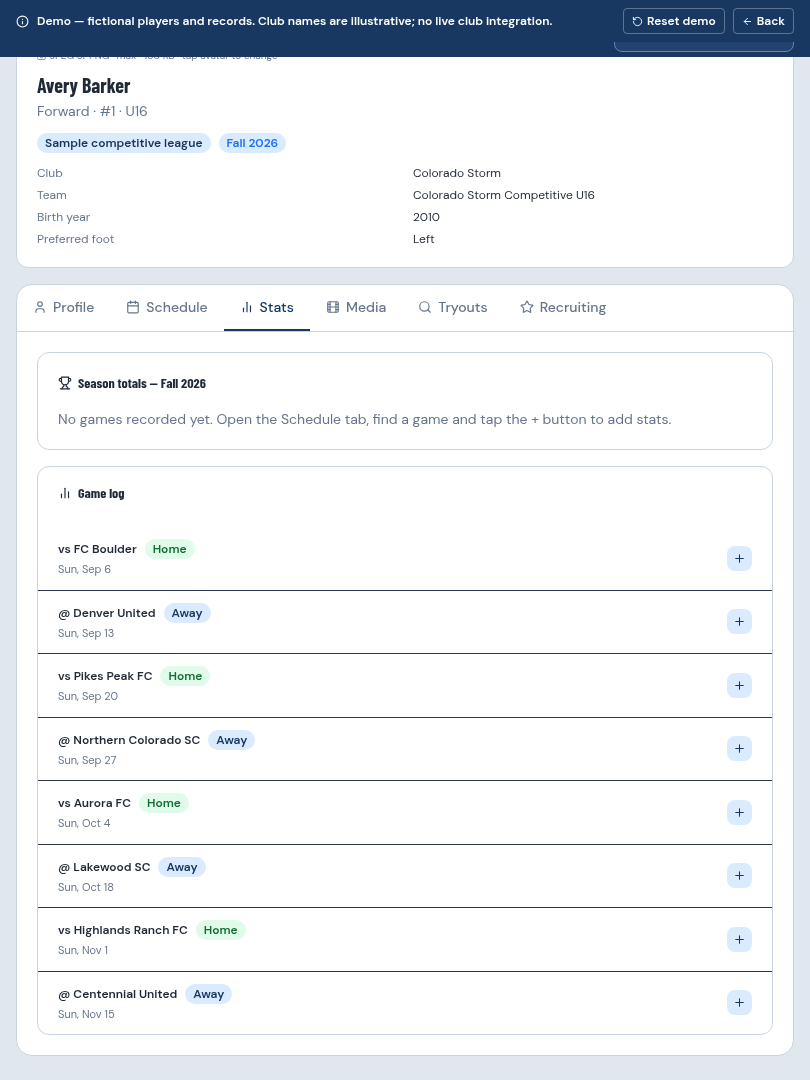 Demo — fictional players and records. Club names are illustrative; no live club integration.
Reset demo
Back
Avery Barker
Forward · #1 · U16
Sample competitive league
Fall 2026
Club
Colorado Storm
Team
Colorado Storm Competitive U16
Birth year
2010
Preferred foot
Left
Profile
Schedule
Stats
Media
Tryouts
Recruiting
Season totals — Fall 2026
No games recorded yet. Open the Schedule tab, find a game and tap the + button to add stats.
Game log
vs FC Boulder Home
Sun, Sep 6
@ Denver United Away
Sun, Sep 13
vs Pikes Peak FC Home
Sun, Sep 20
@ Northern Colorado SC Away
Sun, Sep 27
vs Aurora FC Home
Sun, Oct 4
@ Lakewood SC Away
Sun, Oct 18
vs Highlands Ranch FC Home
Sun, Nov 1
@ Centennial United Away
Sun, Nov 15